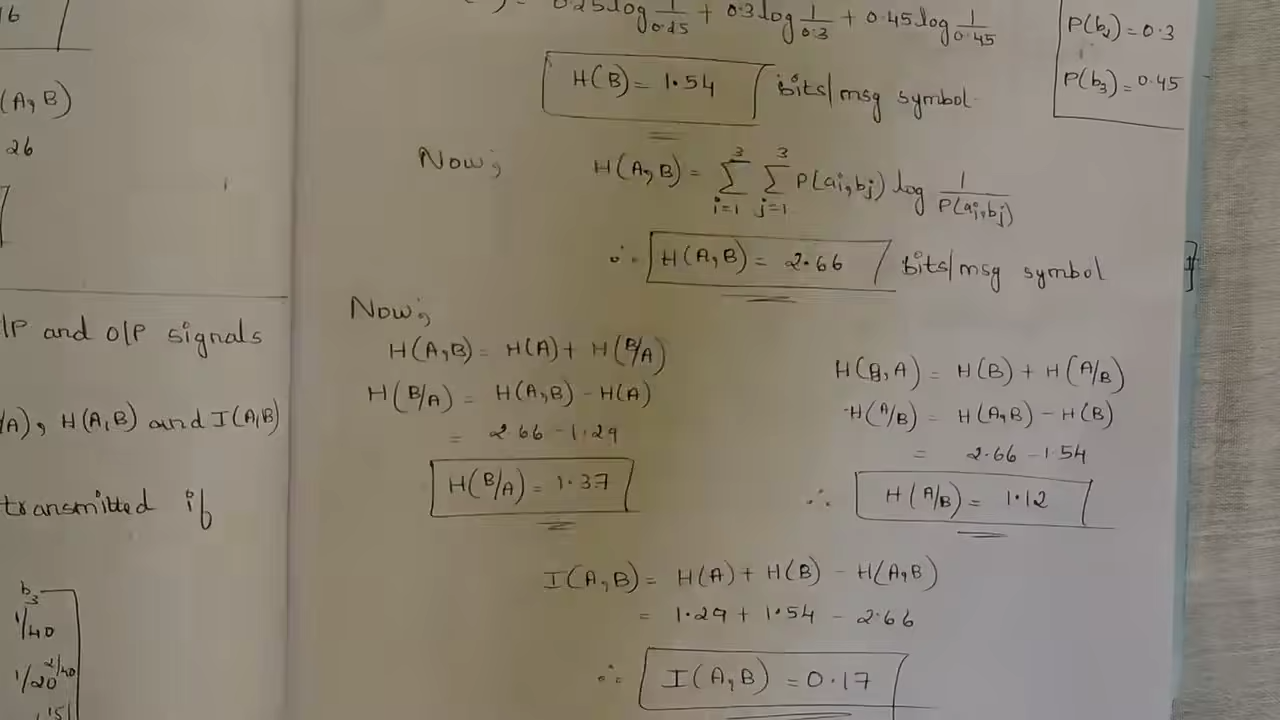 16
(A,B)
26
I/P and O/P signals
/A), H(A,B) and I(A,B)
transmitted if
b₃
1/40
1/20 2/40
) = 0.25 log 1/0.25 + 0.3 log 1/0.3 + 0.45 log 1/0.45
P(b₂) = 0.3
P(b₃) = 0.45
H(B) = 1.54 bits/msg symbol
Now, H(A,B) = 3∑i=1 3∑j=1 P(ai,bj) log 1/P(ai,bj)
∴ H(A,B) = 2.66 bits/msg symbol
Now,
H(A,B) = H(A) + H(B/A)
H(B/A) = H(A,B) - H(A)
= 2.66 - 1.29
H(B/A) = 1.37
H(B,A) = H(B) + H(A/B)
H(A/B) = H(A,B) - H(B)
= 2.66 - 1.54
∴ H(A/B) = 1.12
I(A,B) = H(A) + H(B) - H(A,B)
= 1.29 + 1.54 - 2.66
∴ I(A,B) = 0.17